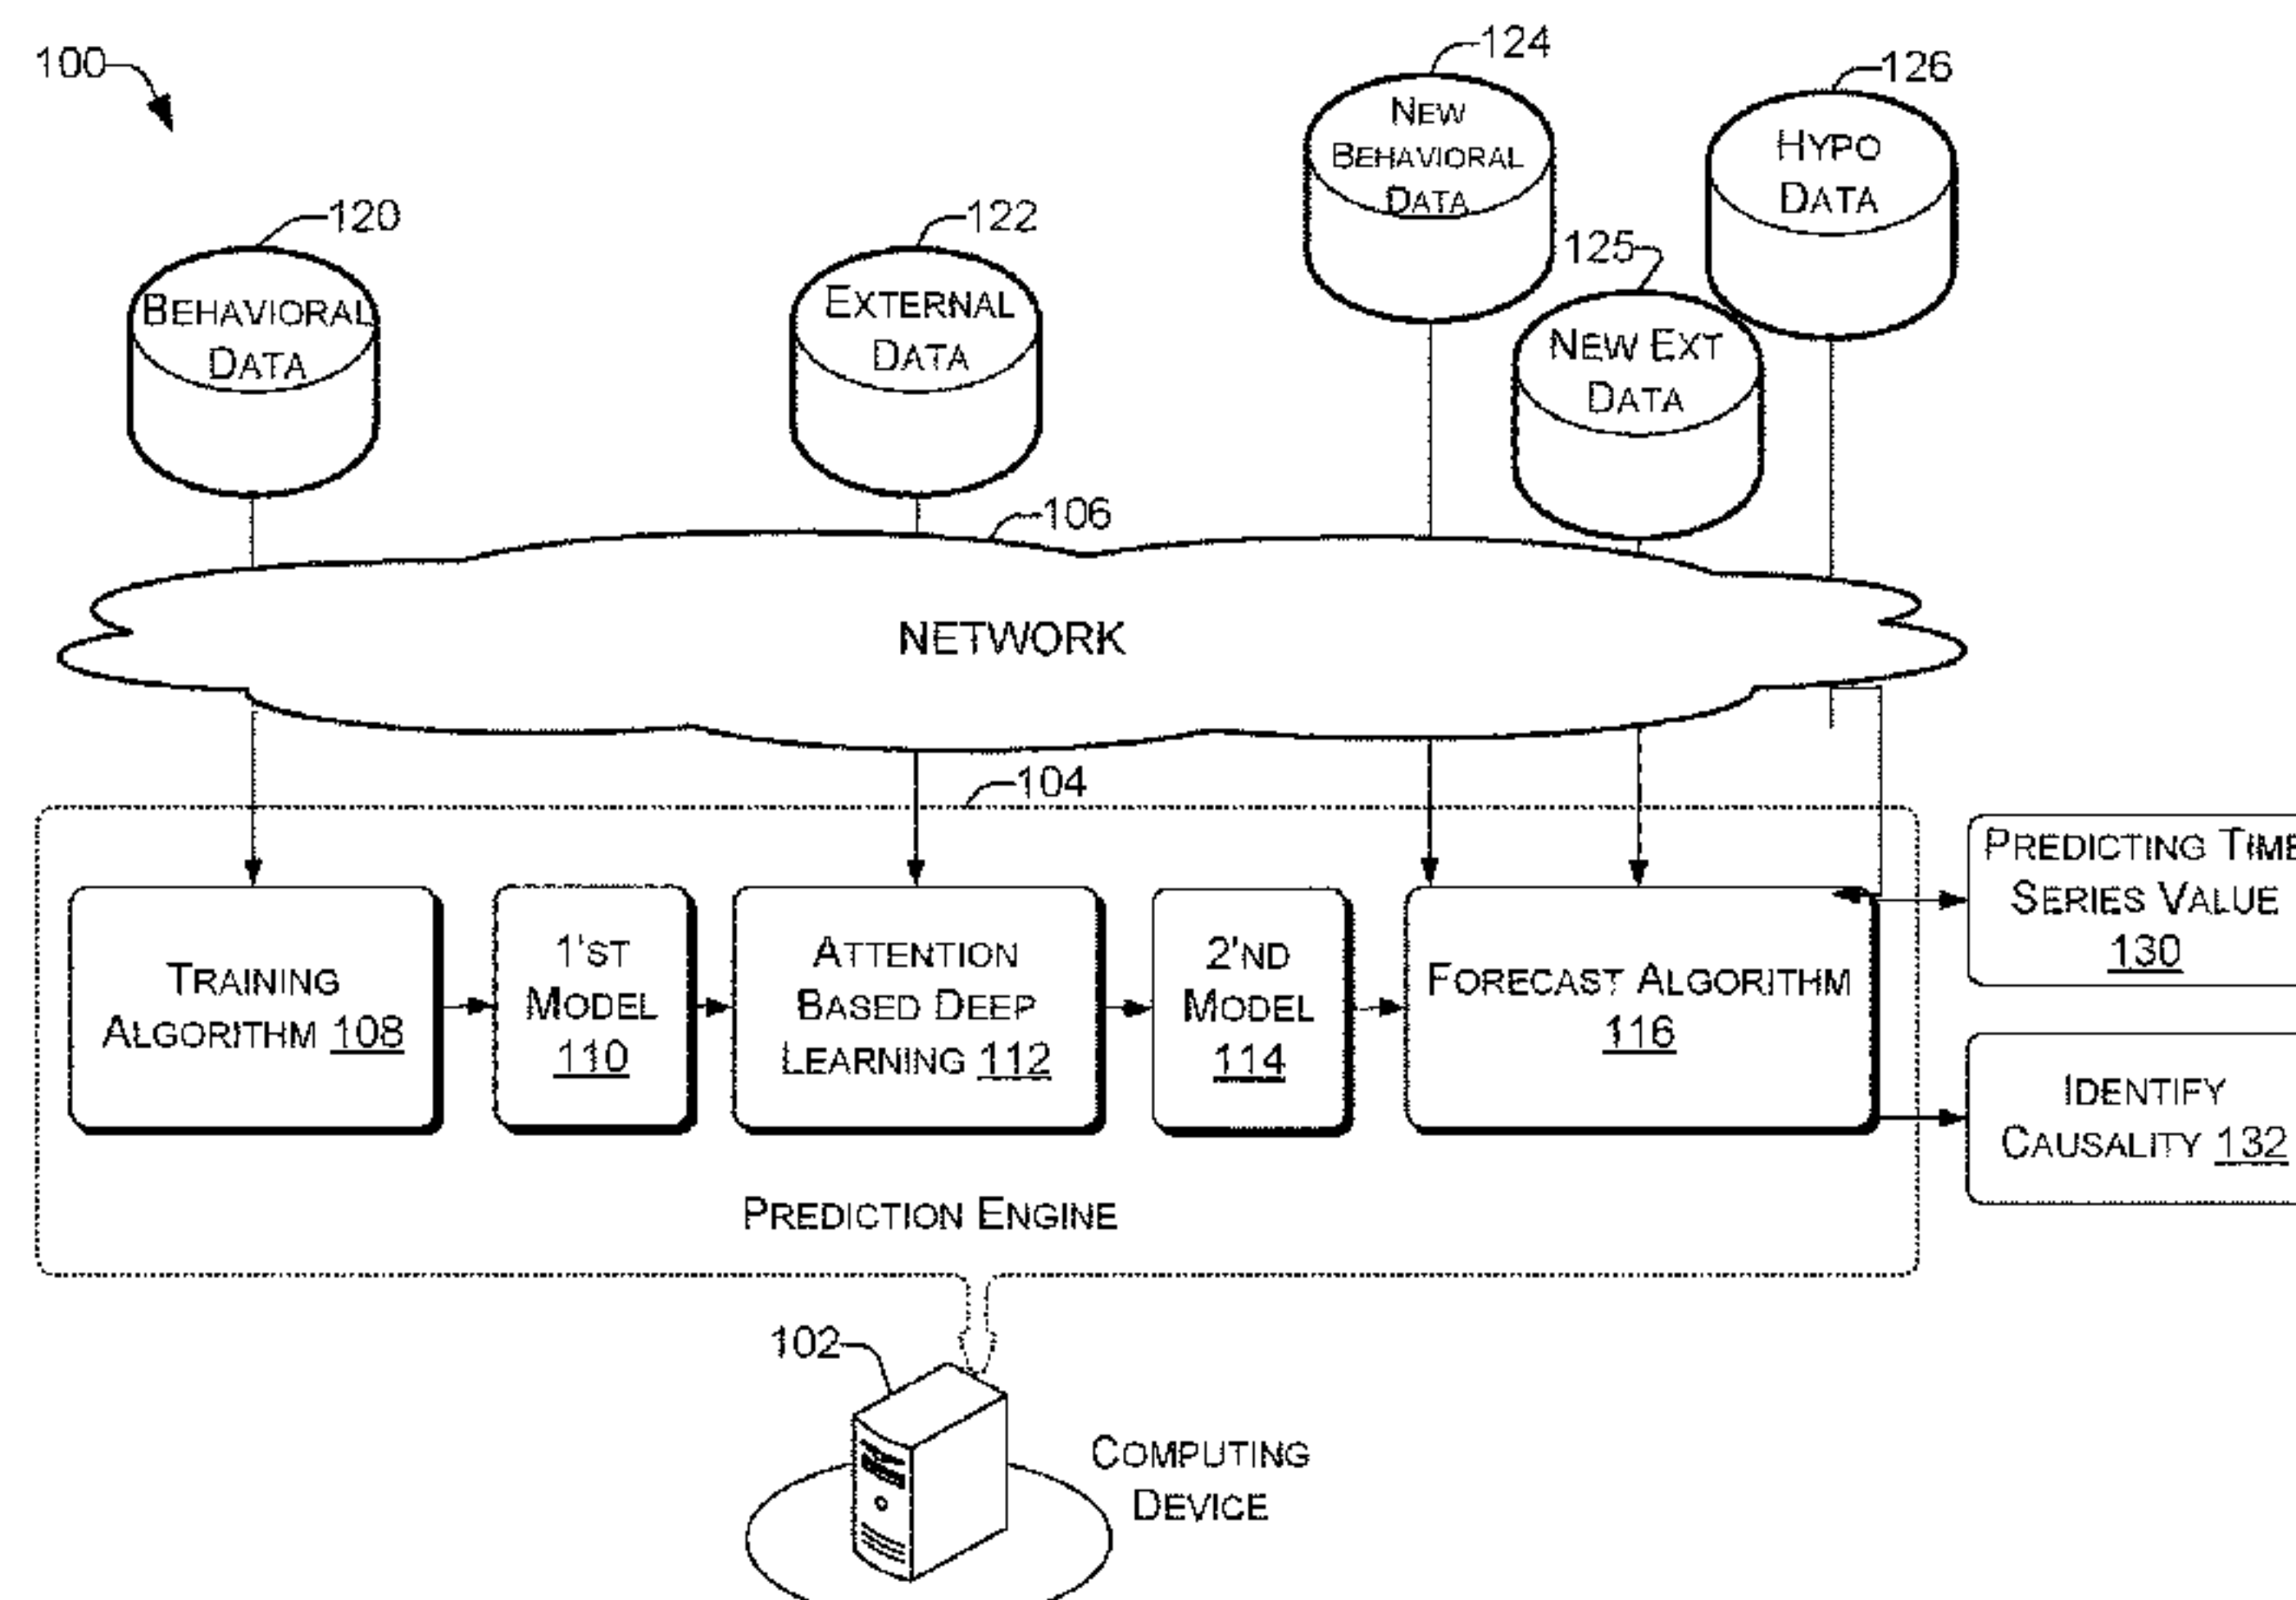 100
124
NEW
BEHAVIORAL
DATA
126
HYPO
DATA
120
BEHAVIORAL
DATA
122
EXTERNAL
DATA
125
NEW EXT
DATA
106
NETWORK
104
TRAINING
ALGORITHM 108
1'ST
MODEL
110
ATTENTION
BASED DEEP
LEARNING 112
2'ND
MODEL
114
FORECAST ALGORITHM
116
PREDICTING TIME
SERIES VALUE
130
IDENTIFY
CAUSALITY 132
PREDICTION ENGINE
102
COMPUTING
DEVICE